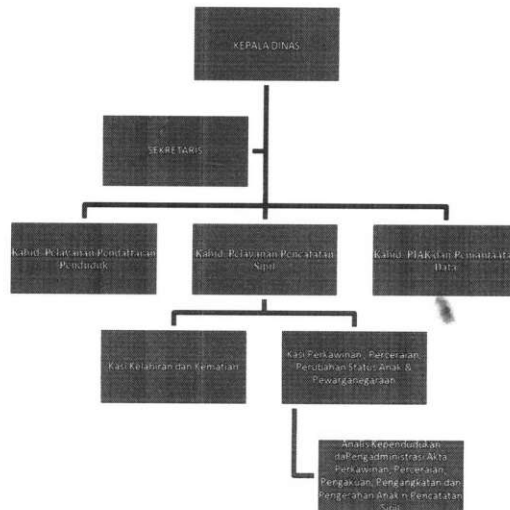 KEPALA DINAS
SEKRETARIS
Kabid. Pelayanan Pendaftaran
Penduduk
Kabid. Pelayanan Pencatatan
Sipil
Kabid. PIAK dan Pemanfaatan
Data
Kasi Kelahiran dan Kematian
Kasi Perkawinan, Perceraian,
Perubahan Status Anak &
Pewarganegaraan
Analis Kependudukan
daPengadministrasi Akta
Perkawinan, Perceraian,
Pengakuan, Pengangkatan dan
Pengerahan Anak n Pencatatan
Sipil